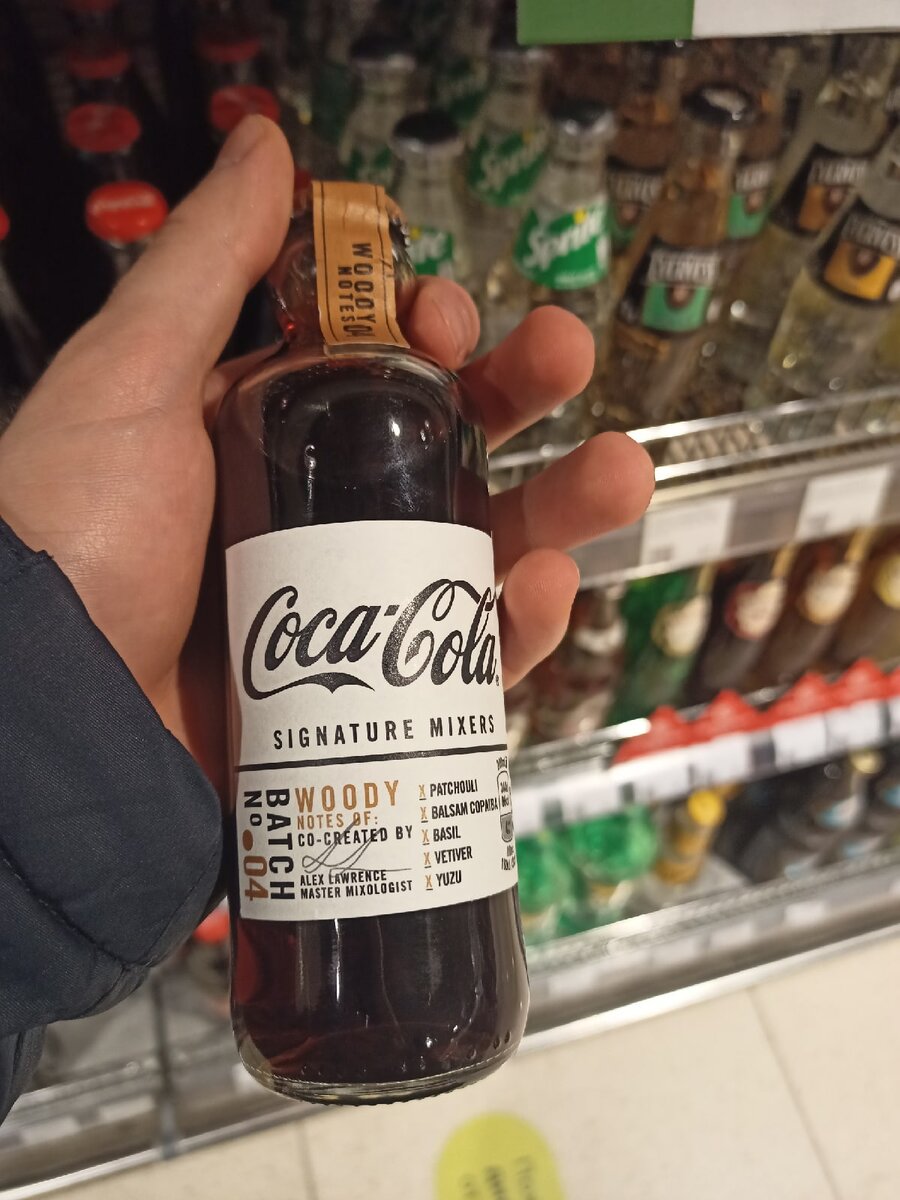 WOODY
NOTES
Coca-Cola
SIGNATURE MIXERS
BATCH
No 04
WOODY
NOTES OF:
CO-CREATED BY
ALEX LAWRENCE
MASTER MIXOLOGIST
X PATCHOULI
X BALSAM COPAIBA
X BASIL
X VETIVER
X YUZU
Sprite
Sprite